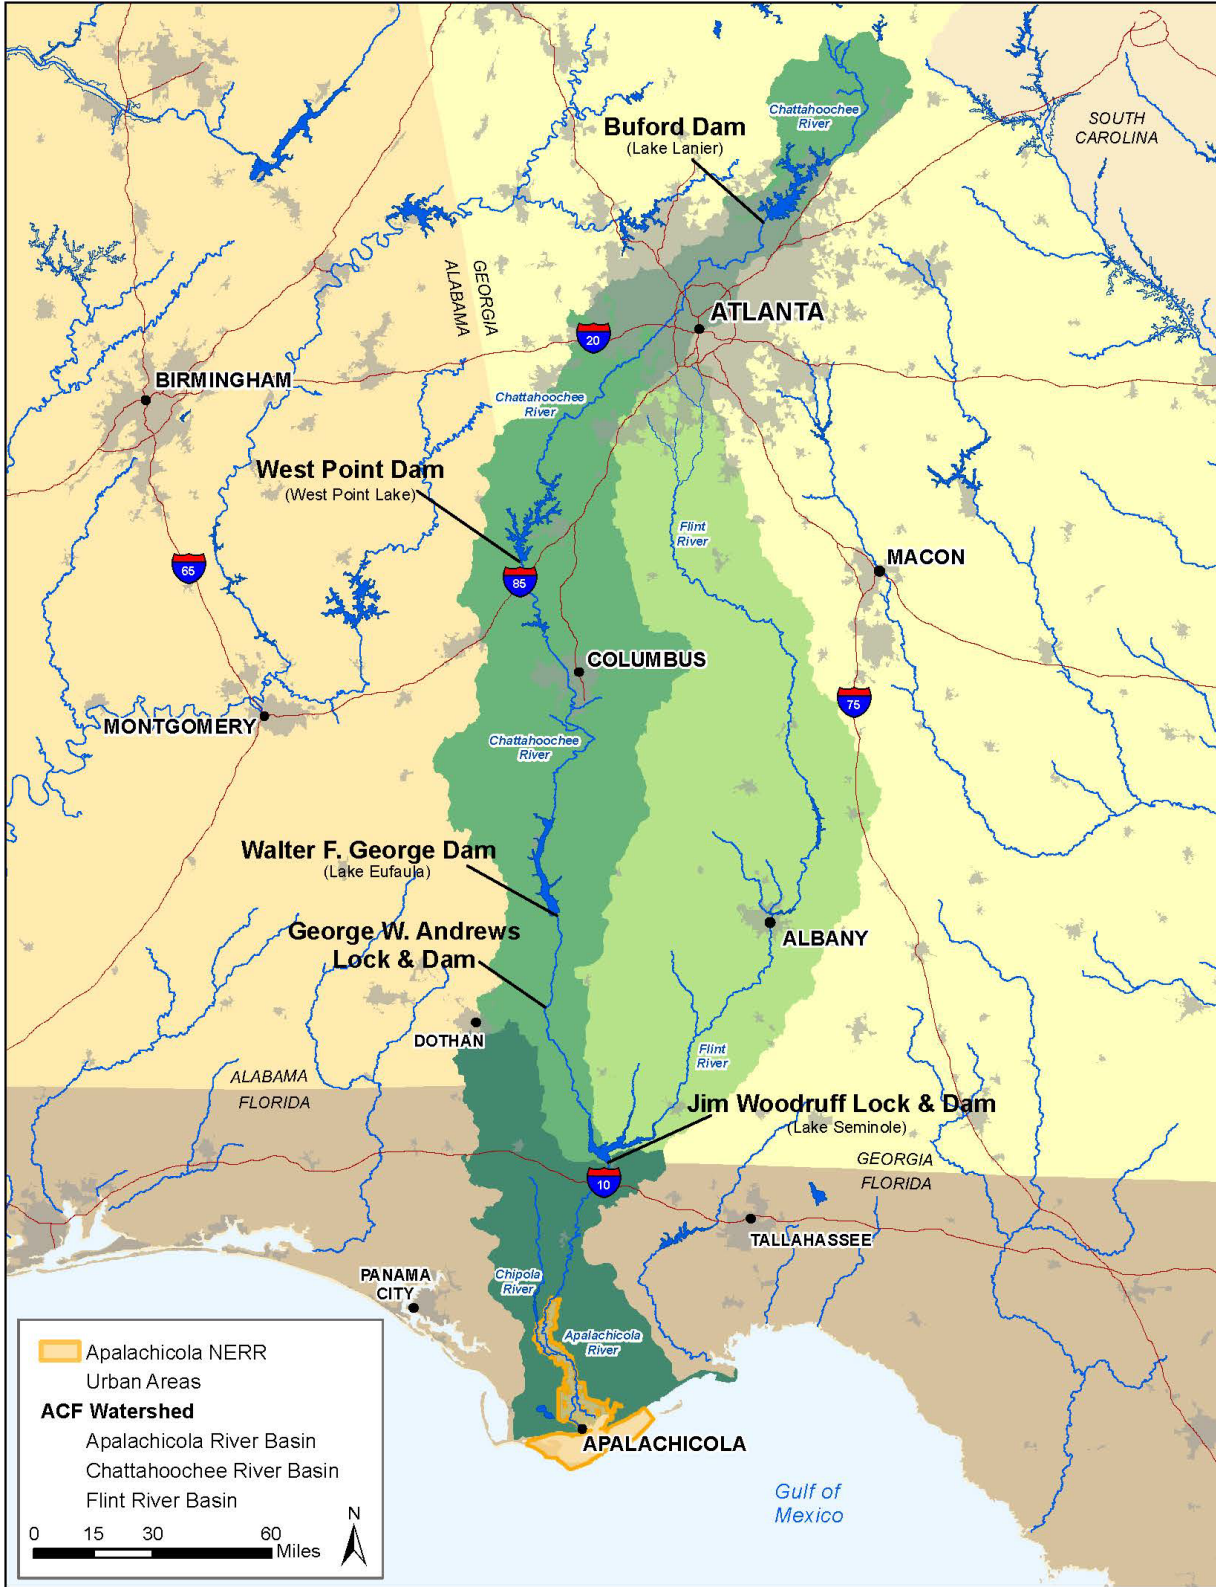 Chattahoochee
River
Buford Dam
(Lake Lanier)
SOUTH
CAROLINA
GEORGIA
ALABAMA
ATLANTA
20
BIRMINGHAM
Chattahoochee
River
West Point Dam
(West Point Lake)
Flint
River
MACON
65
85
COLUMBUS
75
MONTGOMERY
Chattahoochee
River
Walter F. George Dam
(Lake Eufaula)
George W. Andrews
Lock & Dam
ALBANY
DOTHAN
Flint
River
ALABAMA
FLORIDA
Jim Woodruff Lock & Dam
(Lake Seminole)
GEORGIA
FLORIDA
10
TALLAHASSEE
PANAMA
CITY
Chipola
River
Apalachicola
River
APALACHICOLA
Gulf of
Mexico
Apalachicola NERR
Urban Areas
ACF Watershed
Apalachicola River Basin
Chattahoochee River Basin
Flint River Basin
N
0 15 30 60
Miles